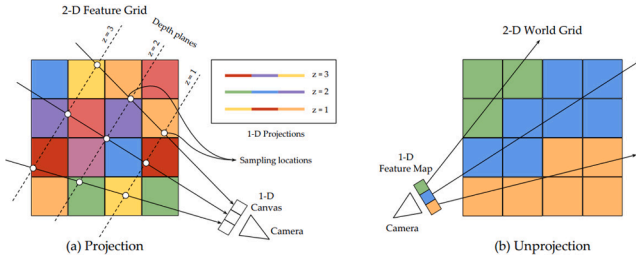 2-D Feature Grid
Depth planes
z = 3
z = 2
z = 1
z = 3
z = 2
z = 1
1-D Projections
Sampling locations
1-D
Canvas
Camera
(a) Projection
2-D World Grid
1-D
Feature Map
Camera
(b) Unprojection